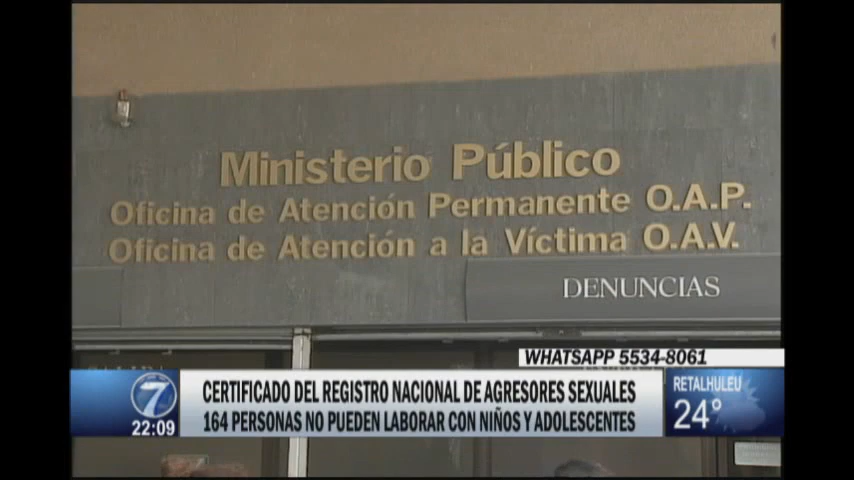 Ministerio Público
Oficina de Atención Permanente O.A.P.
Oficina de Atención a la Víctima O.A.V.
DENUNCIAS
WHATSAPP 5534-8061
7
22:09
CERTIFICADO DEL REGISTRO NACIONAL DE AGRESORES SEXUALES
164 PERSONAS NO PUEDEN LABORAR CON NIÑOS Y ADOLESCENTES
RETALHULEU
24°